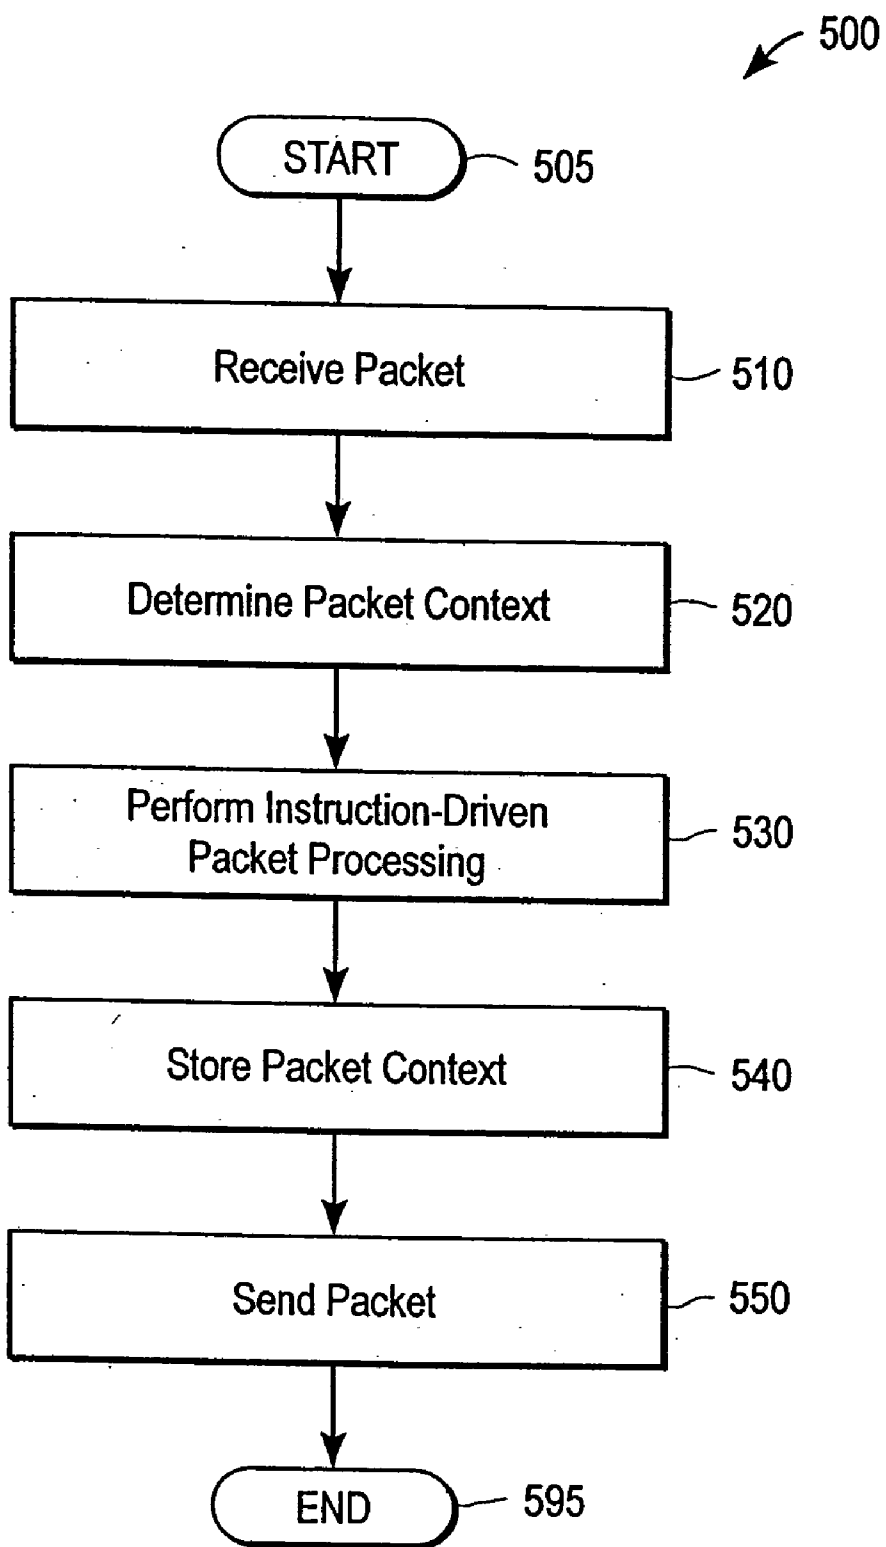 500
START
505
Receive Packet
510
Determine Packet Context
520
Perform Instruction-Driven
Packet Processing
530
Store Packet Context
540
Send Packet
550
END
595